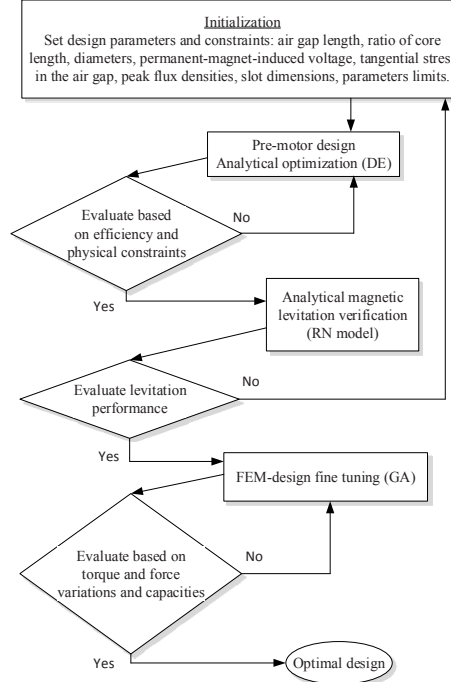 Initialization
Set design parameters and constraints: air gap length, ratio of core
length, diameters, permanent-magnet-induced voltage, tangential stres
in the air gap, peak flux densities, slot dimensions, parameters limits.
Pre-motor design
Analytical optimization (DE)
Evaluate based
on efficiency and
physical constraints
No
Yes
Analytical magnetic
levitation verification
(RN model)
Evaluate levitation
performance
No
Yes
FEM-design fine tuning (GA)
Evaluate based on
torque and force
variations and capacities
No
Yes
Optimal design